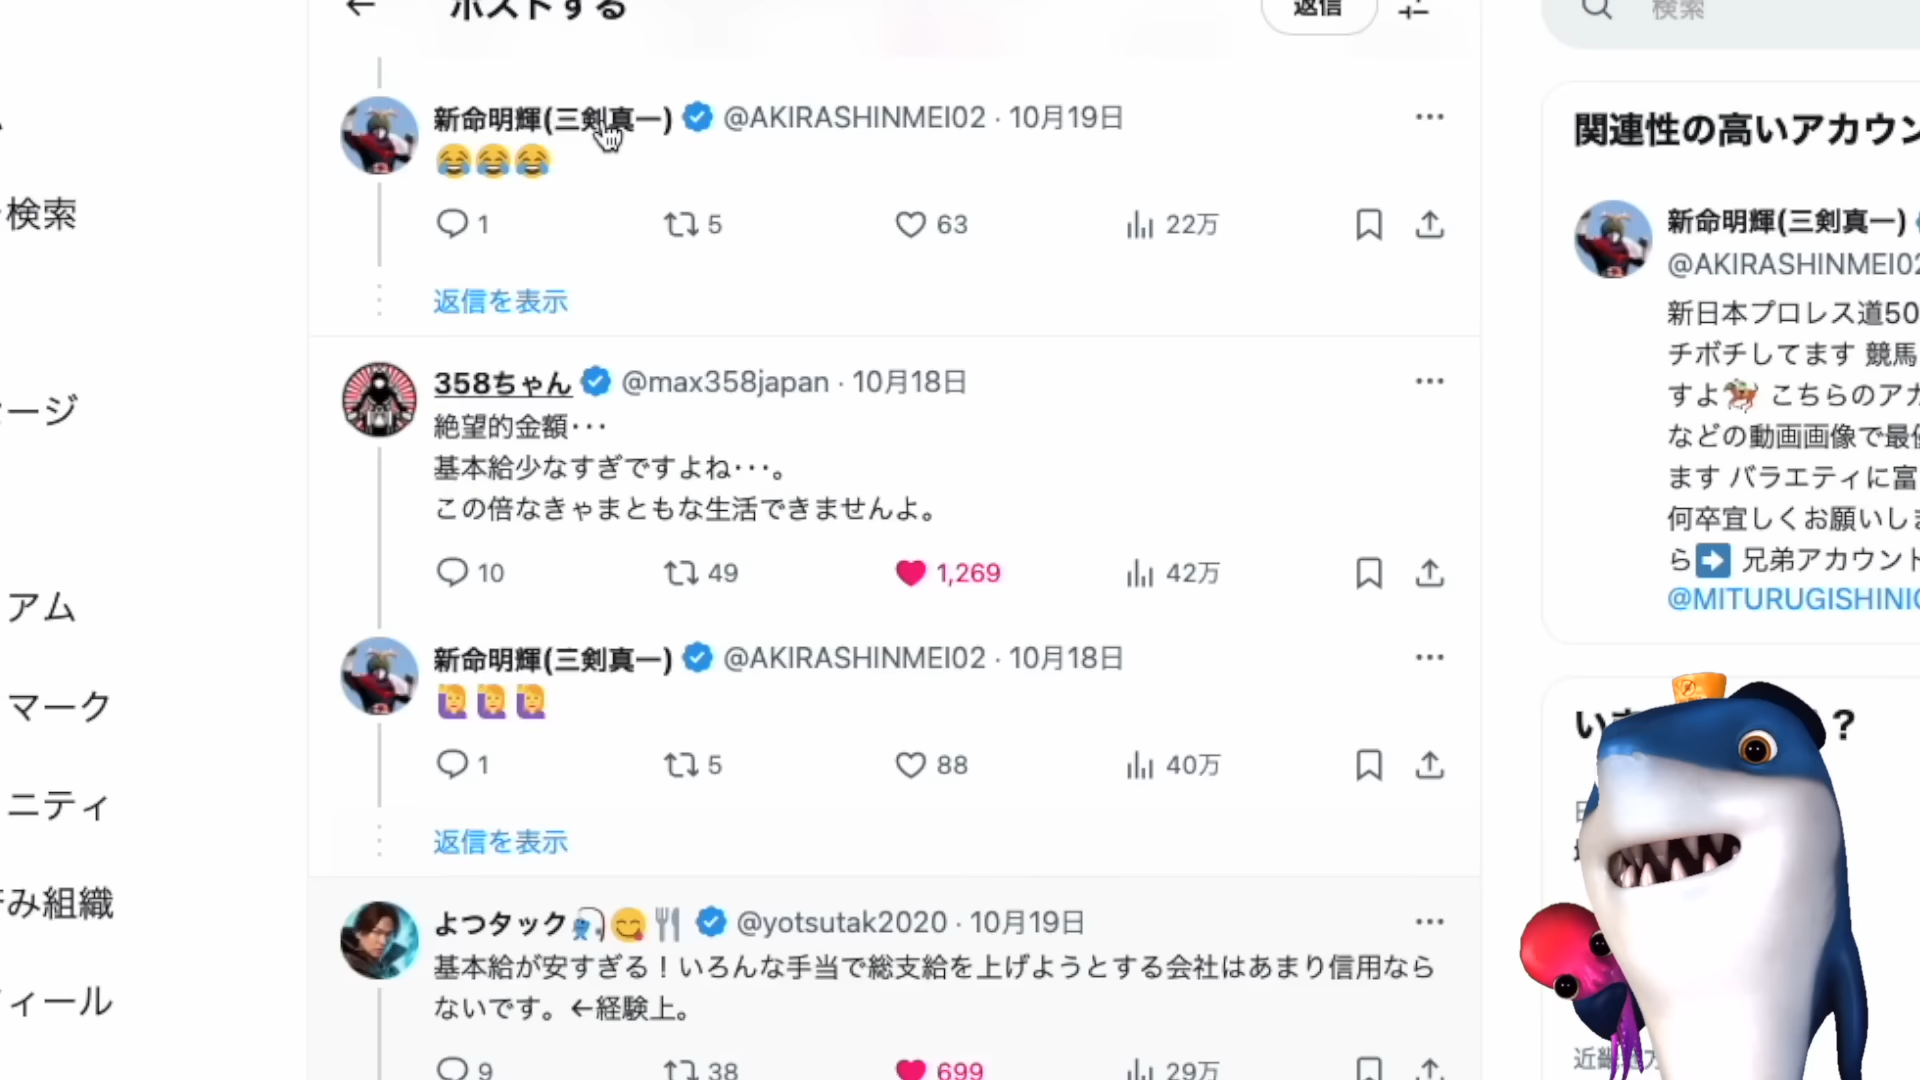 ポストする
返信
検索
新命明輝(三剣真一) @AKIRASHINMEI02 · 10月19日
😂😂😂
1 5 63 22万
返信を表示
358ちゃん @max358japan · 10月18日
絶望的金額･･･
基本給少なすぎですよね･･･。
この倍なきゃまともな生活できませんよ。
10 49 1,269 42万
新命明輝(三剣真一) @AKIRASHINMEI02 · 10月18日
🙋🙋🙋
1 5 88 40万
返信を表示
よつタック🎣😋🍴 @yotsutak2020 · 10月19日
基本給が安すぎる！いろんな手当で総支給を上げようとする会社はあまり信用なら
ないです。←経験上。
9 38 699 29万
検索
ージ
アム
マーク
ニティ
み組織
ィール
関連性の高いアカウン
新命明輝(三剣真一)
@AKIRASHINMEI02
新日本プロレス道50
チボチしてます 競馬
すよ🏇 こちらのアカ
などの動画画像で最
ます バラエティに富
何卒宜しくお願いしま
ら➡ 兄弟アカウント
@MITURUGISHINI
い
？